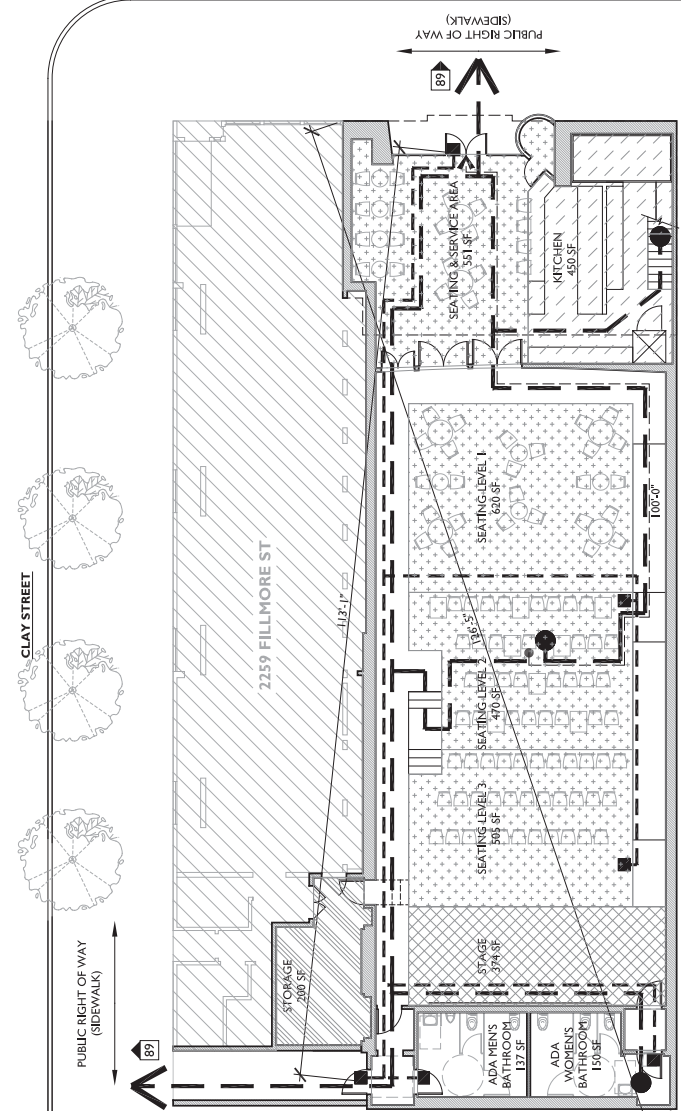 PUBLIC RIGHT OF WAY
(SIDEWALK)
89
CLAY STREET
2259 FILLMORE ST
SEATING & SERVICE AREA
551 SF
KITCHEN
450 SF
SEATING LEVEL 1
620 SF
100'-0"
113'-1"
126'-5"
SEATING LEVEL 2
470 SF
SEATING LEVEL 3
505 SF
STAGE
374 SF
STORAGE
200 SF
PUBLIC RIGHT OF WAY
(SIDEWALK)
89
ADA MEN'S
BATHROOM
137 SF
ADA
WOMEN'S
BATHROOM
150 SF